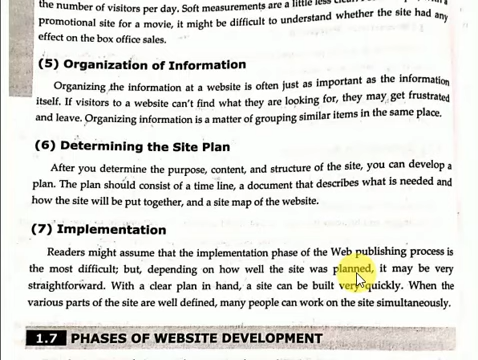 the number of visitors per day. Soft measurements are a little less
promotional site for a movie, it might be difficult to understand whether the site had any
effect on the box office sales.
(5) Organization of Information
Organizing the information at a website is often just as important as the information
itself. If visitors to a website can't find what they are looking for, they may get frustrated
and leave. Organizing information is a matter of grouping similar items in the same place.
(6) Determining the Site Plan
After you determine the purpose, content, and structure of the site, you can develop a
plan. The plan should consist of a time line, a document that describes what is needed and
how the site will be put together, and a site map of the website.
(7) Implementation
Readers might assume that the implementation phase of the Web publishing process is
the most difficult; but, depending on how well the site was planned, it may be very
straightforward. With a clear plan in hand, a site can be built very quickly. When the
various parts of the site are well defined, many people can work on the site simultaneously.
1.7 PHASES OF WEBSITE DEVELOPMENT